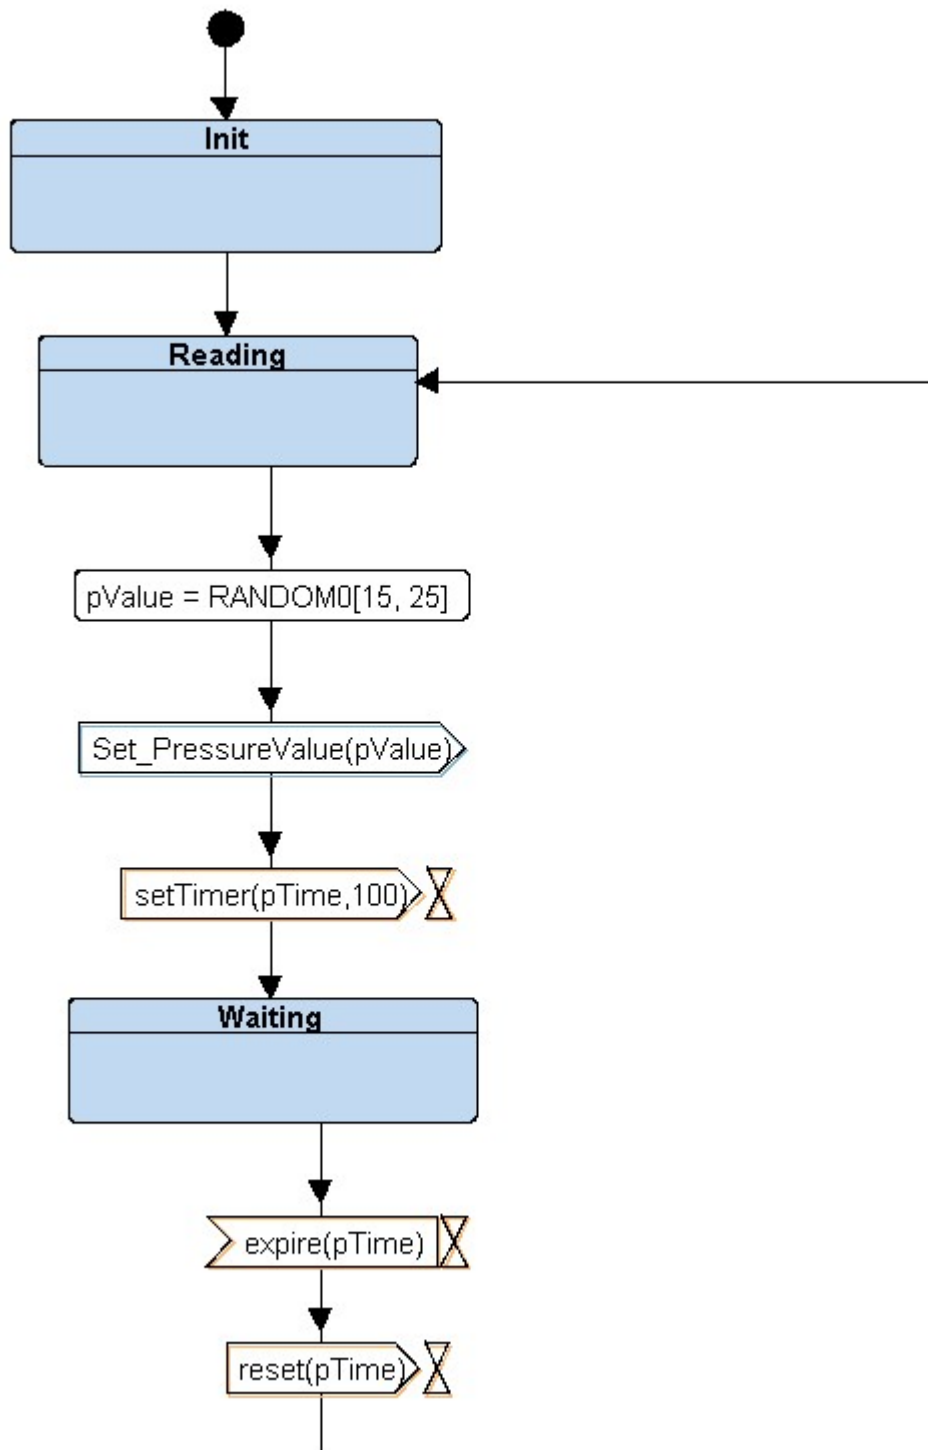 Init
Reading
pValue = RANDOM0[15, 25]
Set_PressureValue(pValue)
setTimer(pTime,100)
Waiting
expire(pTime)
reset(pTime)